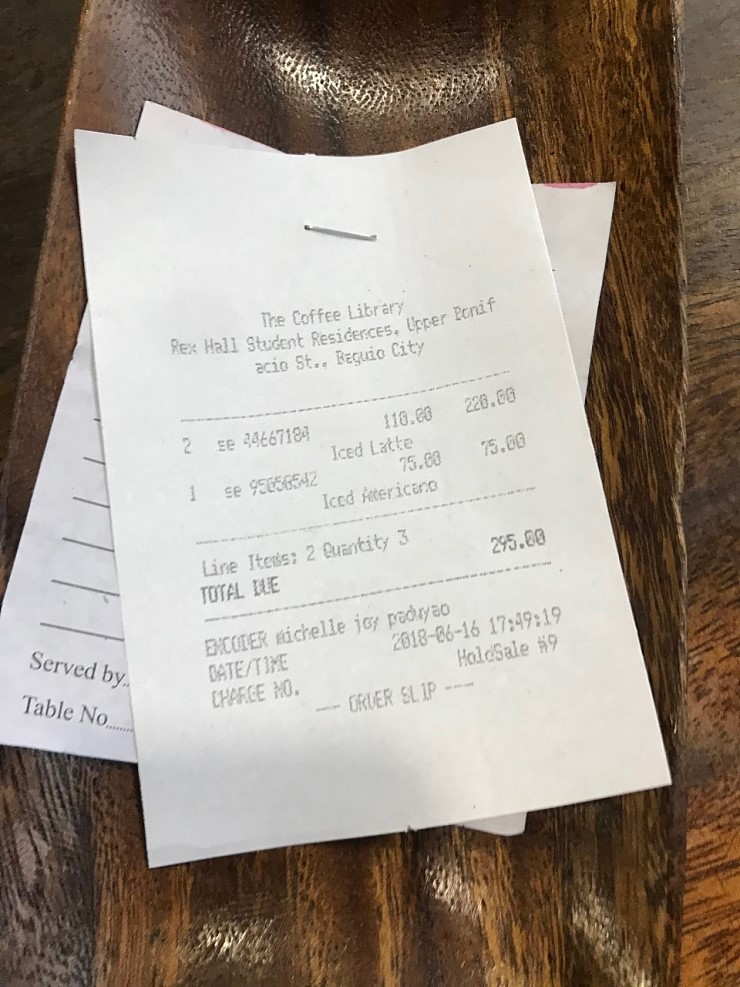 The Coffee Library
Rex Hall Student Residences, Upper Bonif
acio St., Baguio City
2 se 44667184 110.00 220.00
Iced Latte
1 se 95058542 75.00 75.00
Iced Americano
Line Items: 2 Quantity 3
TOTAL DUE 295.00
ENCODER michelle joy paduyao
DATE/TIME 2018-06-16 17:49:19
CHARGE NO. HoldSale #9
--- ORDER SLIP ---
Served by..
Table No......